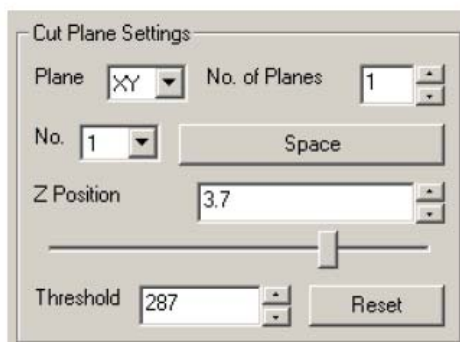 Cut Plane Settings
Plane XY No. of Planes 1
No. 1 Space
Z Position 3.7
Threshold 287 Reset